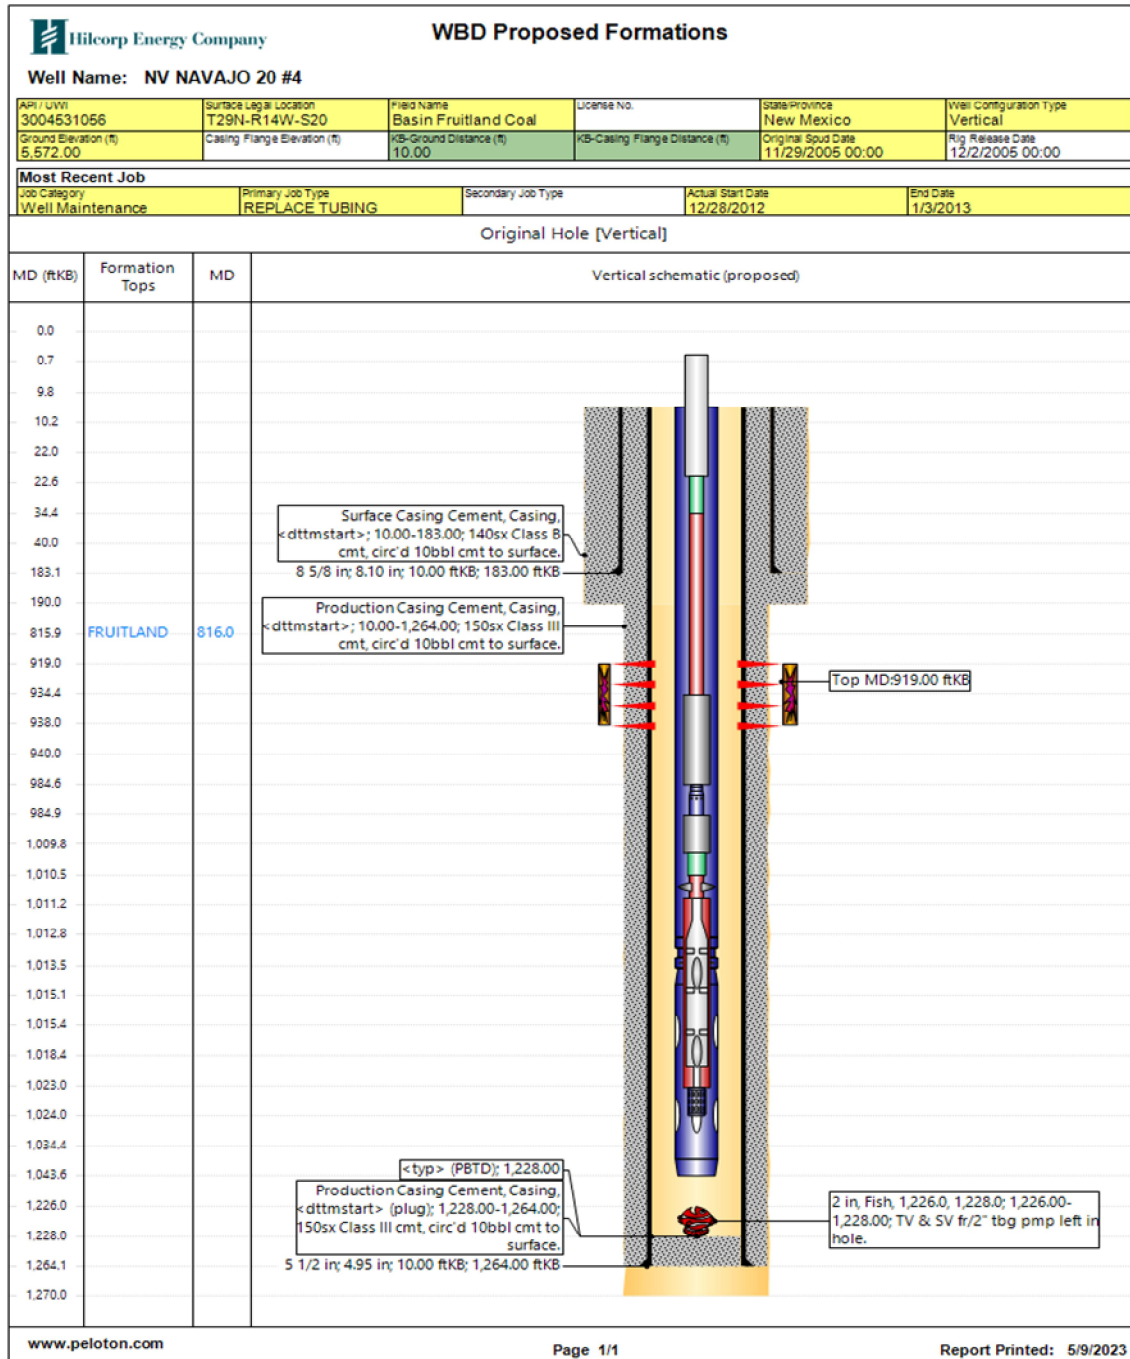 Hilcorp Energy Company
WBD Proposed Formations
Well Name: NV NAVAJO 20 #4
API / UWI
3004531056
Surface Legal Location
T29N-R14W-S20
Field Name
Basin Fruitland Coal
License No.
State/Province
New Mexico
Well Configuration Type
Vertical
Ground Elevation (ft)
5,572.00
Casing Flange Elevation (ft)
KB-Ground Distance (ft)
10.00
KB-Casing Flange Distance (ft)
Original Spud Date
11/29/2005 00:00
Rig Release Date
12/2/2005 00:00
Most Recent Job
Job Category
Well Maintenance
Primary Job Type
REPLACE TUBING
Secondary Job Type
Actual Start Date
12/28/2012
End Date
1/3/2013
Original Hole [Vertical]
MD (ftKB)
Formation
Tops
MD
Vertical schematic (proposed)
0.0
0.7
9.8
10.2
22.0
22.6
34.4
Surface Casing Cement, Casing,
<dttmstart>; 10.00-183.00; 140sx Class B
cmt, circ'd 10bbl cmt to surface.
40.0
183.1
8 5/8 in; 8.10 in; 10.00 ftKB; 183.00 ftKB
190.0
Production Casing Cement, Casing,
<dttmstart>; 10.00-1,264.00; 150sx Class III
cmt, circ'd 10bbl cmt to surface.
815.9
FRUITLAND
816.0
919.0
Top MD:919.00 ftKB
934.4
938.0
940.0
984.6
984.9
1,009.8
1,010.5
1,011.2
1,012.8
1,013.5
1,015.1
1,015.4
1,018.4
1,023.0
1,024.0
1,034.4
1,043.6
<typ> (PBTD); 1,228.00
Production Casing Cement, Casing,
<dttmstart> (plug); 1,228.00-1,264.00;
150sx Class III cmt, circ'd 10bbl cmt to
surface.
1,226.0
2 in, Fish, 1,226.0, 1,228.0; 1,226.00-
1,228.00; TV & SV fr/2" tbg pmp left in
hole.
1,228.0
1,264.1
5 1/2 in; 4.95 in; 10.00 ftKB; 1,264.00 ftKB
1,270.0
www.peloton.com
Page 1/1
Report Printed: 5/9/2023